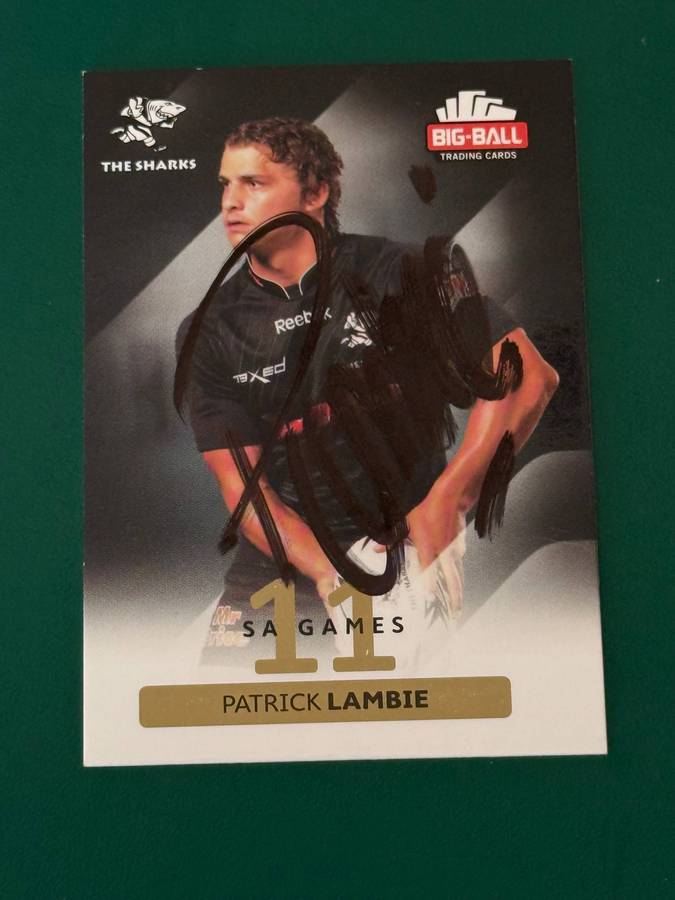 THE SHARKS
BIG-BALL
TRADING CARDS
Reebok
11
SA GAMES
PATRICK LAMBIE